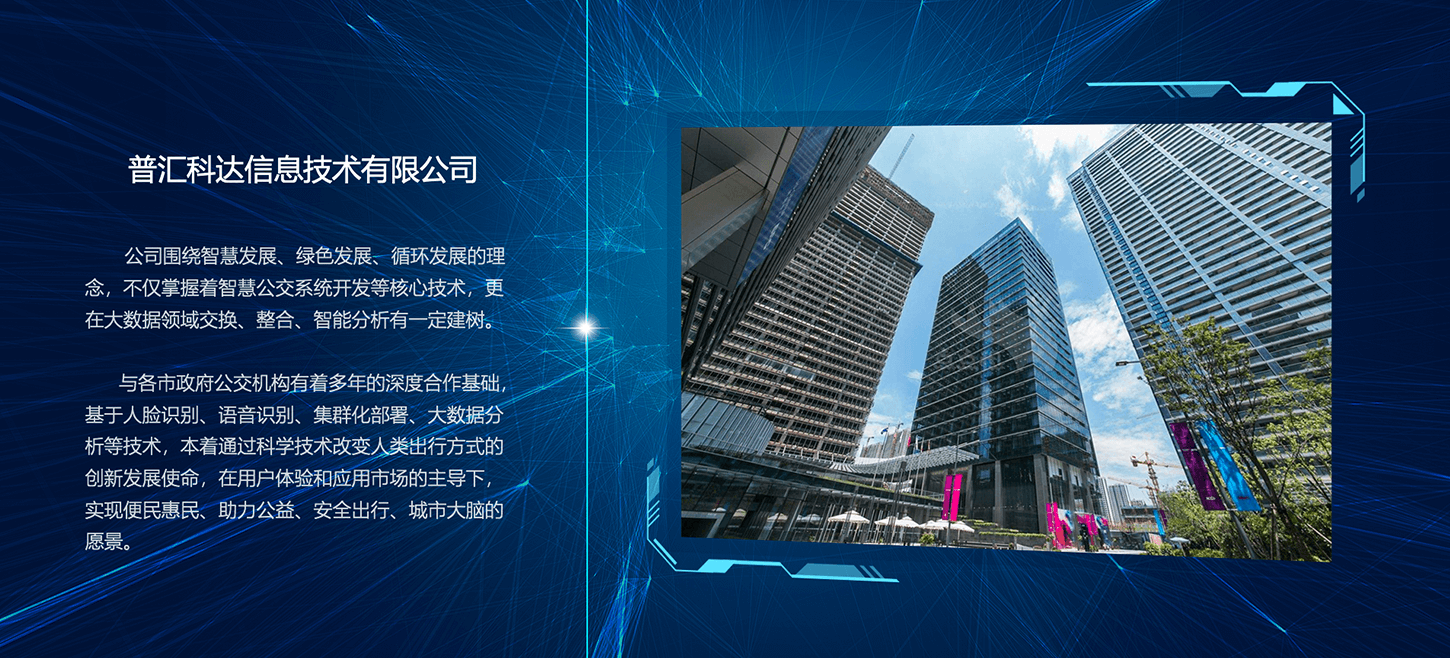 普汇科达信息技术有限公司
公司围绕智慧发展、绿色发展、循环发展的理
念，不仅掌握着智慧公交系统开发等核心技术，更
在大数据领域交换、整合、智能分析有一定建树。
与各市政府公交机构有着多年的深度合作基础，
基于人脸识别、语音识别、集群化部署、大数据分
析等技术，本着通过科学技术改变人类出行方式的
创新发展使命，在用户体验和应用市场的主导下，
实现便民惠民、助力公益、安全出行、城市大脑的
愿景。